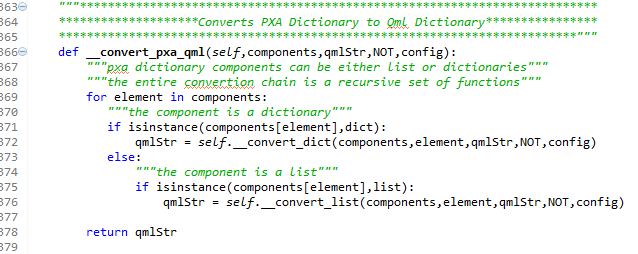 363 """*************************************************************************
364 ********************Converts PXA Dictionary to Qml Dictionary****************
365 **************************************************************************"""
366 def __convert_pxa_qml(self,components,qmlStr,NOT,config):
367 """pxa dictionary components can be either list or dictionaries"""
368 """the entire convertion chain is a recursive set of functions"""
369 for element in components:
370 """the component is a dictionary"""
371 if isinstance(components[element],dict):
372 qmlStr = self.__convert_dict(components,element,qmlStr,NOT,config)
373 else:
374 """the component is a list"""
375 if isinstance(components[element],list):
376 qmlStr = self.__convert_list(components,element,qmlStr,NOT,config)
377
378 return qmlStr
379